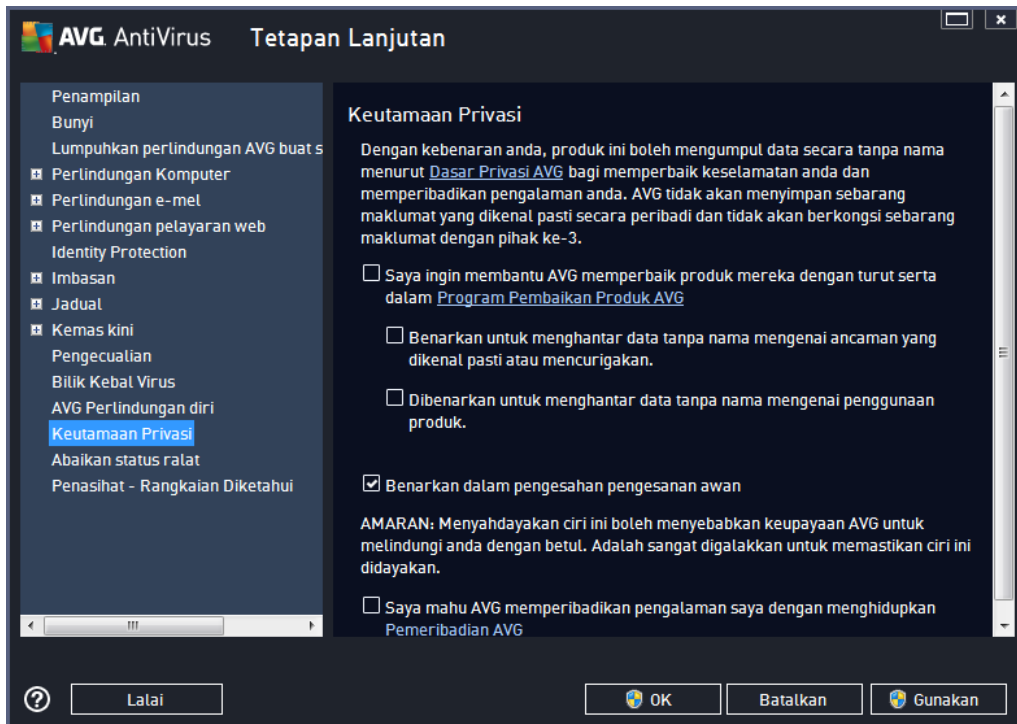 AVG. AntiVirus Tetapan Lanjutan
Penampilan
Bunyi
Lumpuhkan perlindungan AVG buat s
Perlindungan Komputer
Perlindungan e-mel
Perlindungan pelayaran web
Identity Protection
Imbasan
Jadual
Kemas kini
Pengecualian
Bilik Kebal Virus
AVG Perlindungan diri
Keutamaan Privasi
Abaikan status ralat
Penasihat - Rangkaian Diketahui
Keutamaan Privasi
Dengan kebenaran anda, produk ini boleh mengumpul data secara tanpa nama
menurut Dasar Privasi AVG bagi memperbaik keselamatan anda dan
memperibadikan pengalaman anda. AVG tidak akan menyimpan sebarang
maklumat yang dikenal pasti secara peribadi dan tidak akan berkongsi sebarang
maklumat dengan pihak ke-3.
Saya ingin membantu AVG memperbaik produk mereka dengan turut serta
dalam Program Pembaikan Produk AVG
Benarkan untuk menghantar data tanpa nama mengenai ancaman yang
dikenal pasti atau mencurigakan.
Dibenarkan untuk menghantar data tanpa nama mengenai penggunaan
produk.
Benarkan dalam pengesahan pengesanan awan
AMARAN: Menyahdayakan ciri ini boleh menyebabkan keupayaan AVG untuk
melindungi anda dengan betul. Adalah sangat digalakkan untuk memastikan ciri ini
didayakan.
Saya mahu AVG memperibadikan pengalaman saya dengan menghidupkan
Pemeribadian AVG
Lalai
OK
Batalkan
Gunakan